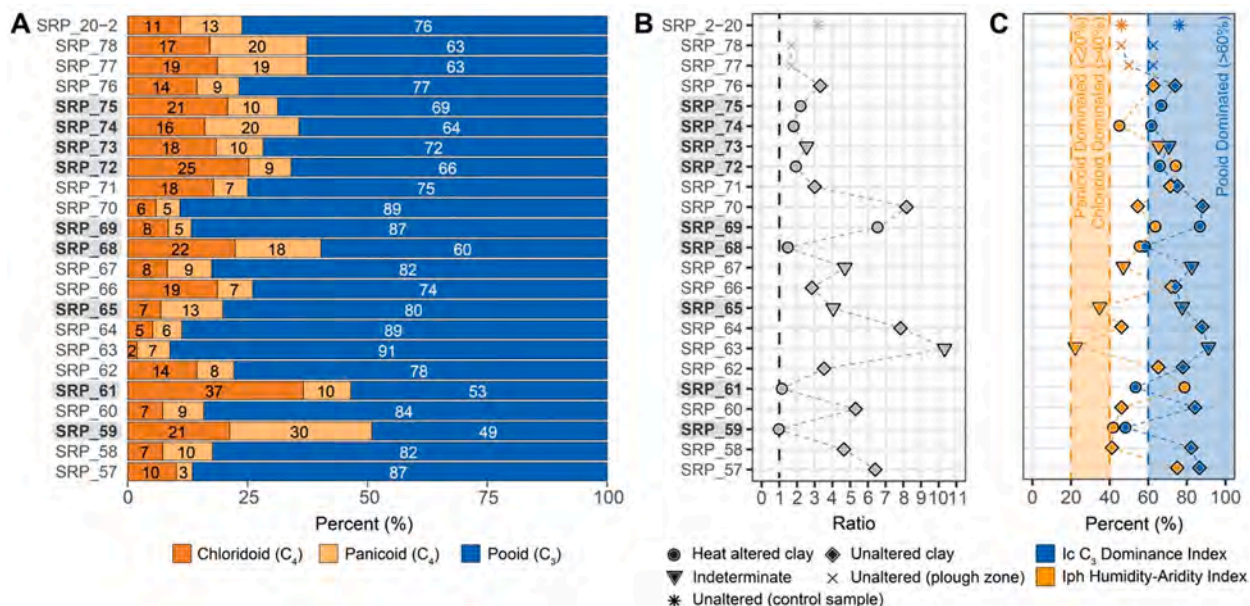 A
SRP_20-2 11 13 76
SRP_78 17 20 63
SRP_77 19 19 63
SRP_76 14 9 77
SRP_75 21 10 69
SRP_74 16 20 64
SRP_73 18 10 72
SRP_72 25 9 66
SRP_71 18 7 75
SRP_70 6 5 89
SRP_69 8 5 87
SRP_68 22 18 60
SRP_67 8 9 82
SRP_66 19 7 74
SRP_65 7 13 80
SRP_64 5 6 89
SRP_63 2 7 91
SRP_62 14 8 78
SRP_61 37 10 53
SRP_60 7 9 84
SRP_59 21 30 49
SRP_58 7 10 82
SRP_57 10 3 87
0 25 50 75 100
Percent (%)
Chloridoid (C₄) Panicoid (C₄) Pooid (C₃)
B
SRP_2-20
SRP_78
SRP_77
SRP_76
SRP_75
SRP_74
SRP_73
SRP_72
SRP_71
SRP_70
SRP_69
SRP_68
SRP_67
SRP_66
SRP_65
SRP_64
SRP_63
SRP_62
SRP_61
SRP_60
SRP_59
SRP_58
SRP_57
0 1 2 3 4 5 6 7 8 9 10 11
Ratio
C
Panicoid Dominated (<20%)
Chloridoid Dominated (>40%)
Pooid Dominated (>60%)
0 20 40 60 80 100
Percent (%)
Heat altered clay Unaltered clay
Indeterminate Unaltered (plough zone)
Unaltered (control sample)
Ic C₃ Dominance Index
Iph Humidity-Aridity Index